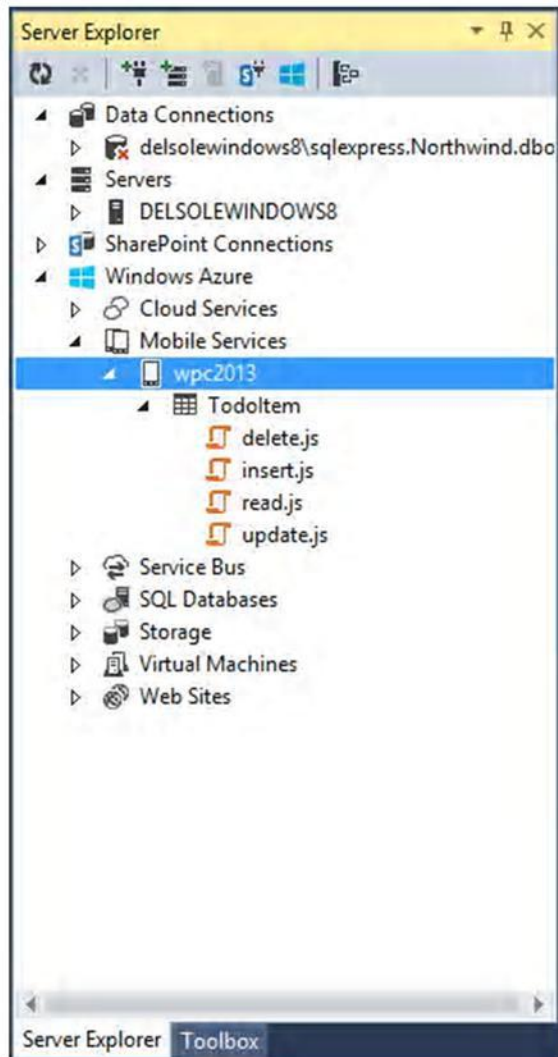 Server Explorer
Data Connections
delsolewindows8\sqlexpress.Northwind.dbo
Servers
DELSOLEWINDOWS8
SharePoint Connections
Windows Azure
Cloud Services
Mobile Services
wpc2013
TodoItem
delete.js
insert.js
read.js
update.js
Service Bus
SQL Databases
Storage
Virtual Machines
Web Sites
Server Explorer Toolbox